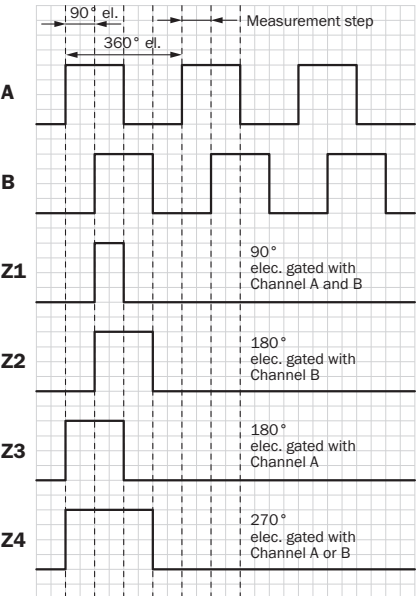 90° el.
Measurement step
360° el.
A
B
Z1
90°
elec. gated with
Channel A and B
Z2
180°
elec. gated with
Channel B
Z3
180°
elec. gated with
Channel A
Z4
270°
elec. gated with
Channel A or B